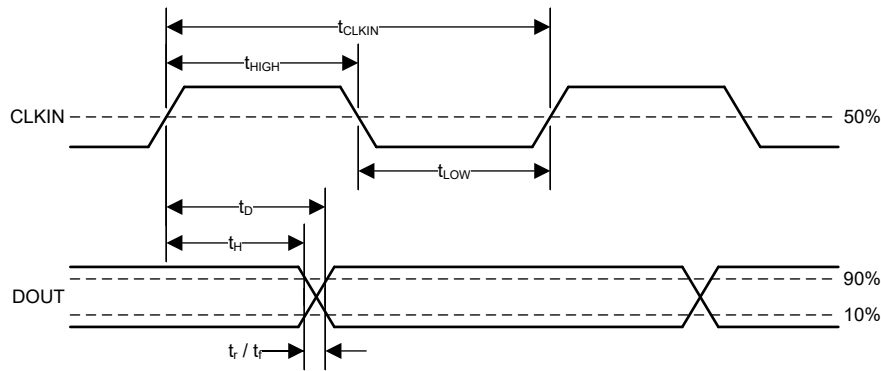 tCLKIN
tHIGH
CLKIN
50%
tLOW
tD
tH
DOUT
90%
10%
tr / tf